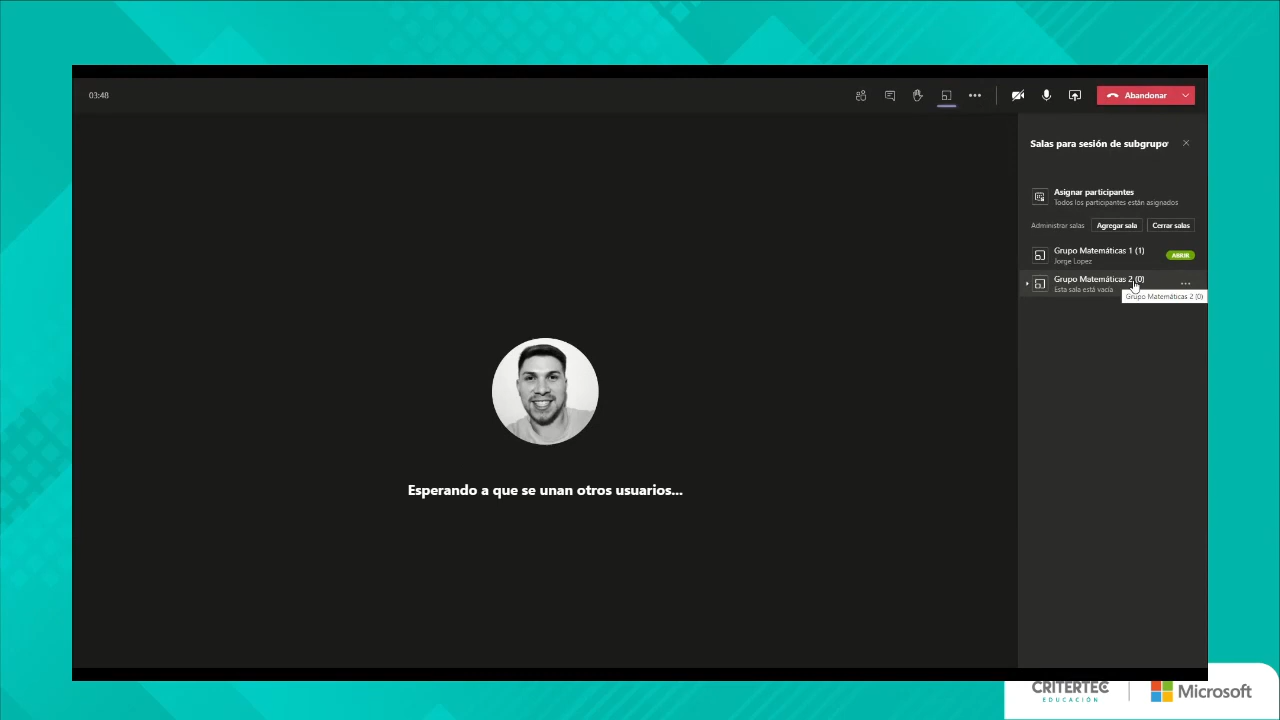 03:48
Abandonar
Salas para sesión de subgrupo
Asignar participantes
Todos los participantes están asignados
Administrar salas
Agregar sala
Cerrar salas
Grupo Matemáticas 1 (1)
Jorge Lopez
ABRIR
Grupo Matemáticas 2 (0)
Esta sala está vacía
Grupo Matemáticas 2 (0)
Esperando a que se unan otros usuarios...
CRITERTEC
EDUCACIÓN
Microsoft